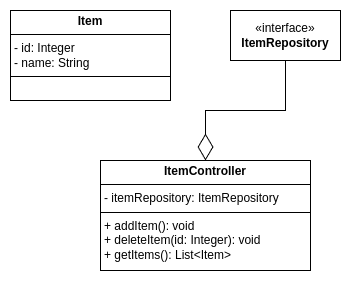 Item
- id: Integer
- name: String
«interface»
ItemRepository
ItemController
- itemRepository: ItemRepository
+ addItem(): void
+ deleteItem(id: Integer): void
+ getItems(): List<Item>